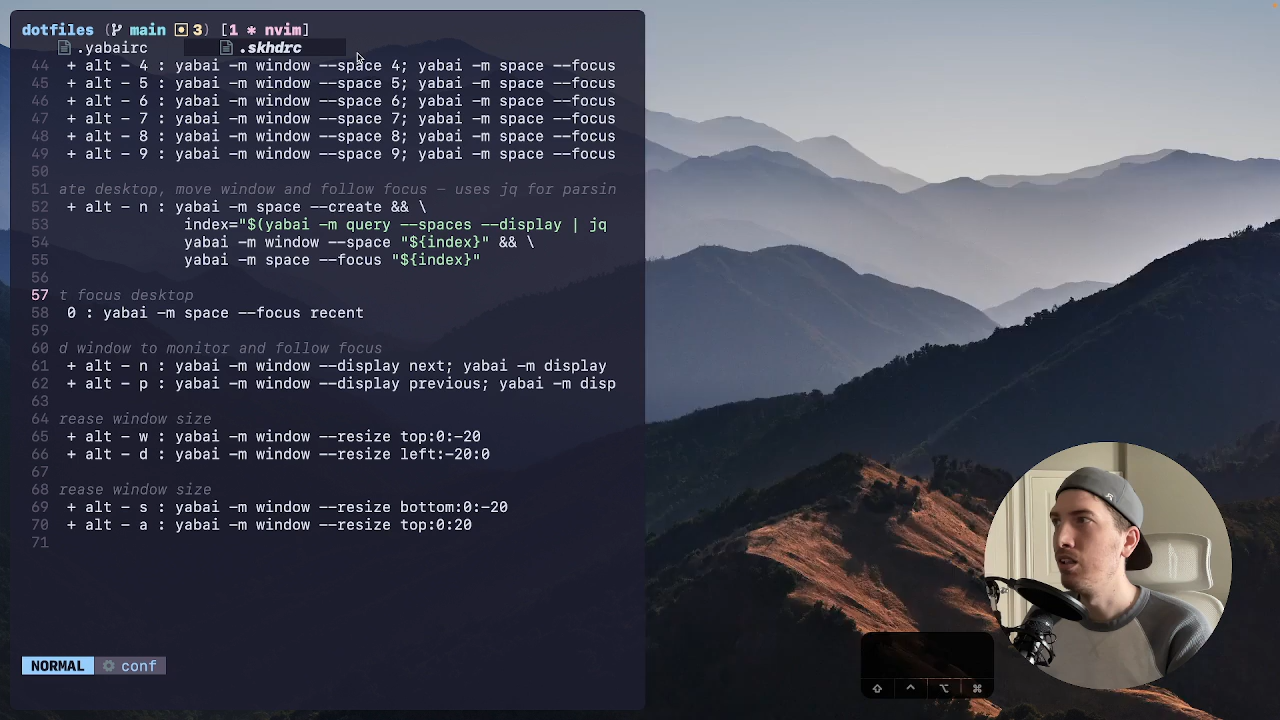 dotfiles ( main 3) [1 * nvim]
.yabairc .skhdrc
44 + alt - 4 : yabai -m window --space 4; yabai -m space --focus
45 + alt - 5 : yabai -m window --space 5; yabai -m space --focus
46 + alt - 6 : yabai -m window --space 6; yabai -m space --focus
47 + alt - 7 : yabai -m window --space 7; yabai -m space --focus
48 + alt - 8 : yabai -m window --space 8; yabai -m space --focus
49 + alt - 9 : yabai -m window --space 9; yabai -m space --focus
50
51 ate desktop, move window and follow focus - uses jq for parsin
52 + alt - n : yabai -m space --create && \
53 index="$(yabai -m query --spaces --display | jq
54 yabai -m window --space "${index}" && \
55 yabai -m space --focus "${index}"
56
57 t focus desktop
58 0 : yabai -m space --focus recent
59
60 d window to monitor and follow focus
61 + alt - n : yabai -m window --display next; yabai -m display
62 + alt - p : yabai -m window --display previous; yabai -m disp
63
64 rease window size
65 + alt - w : yabai -m window --resize top:0:-20
66 + alt - d : yabai -m window --resize left:-20:0
67
68 rease window size
69 + alt - s : yabai -m window --resize bottom:0:-20
70 + alt - a : yabai -m window --resize top:0:20
71
NORMAL conf
⇧ ^ ⌥ ⌘